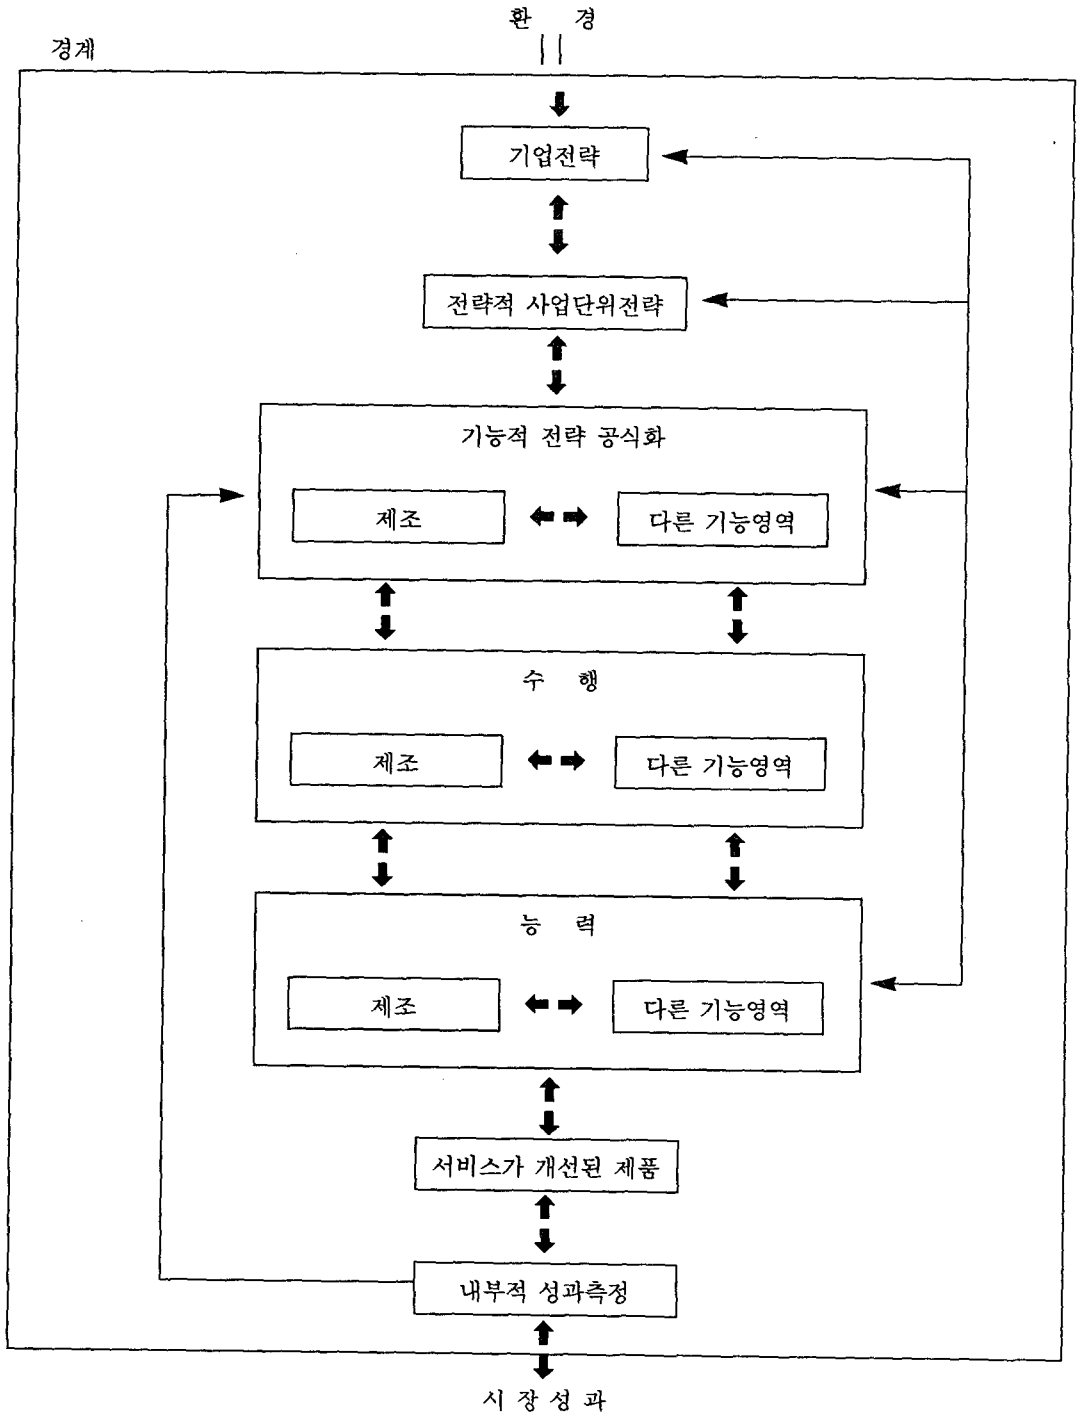 환 경
경계
기업전략
전략적 사업단위전략
기능적 전략 공식화
제조
다른 기능영역
수 행
제조
다른 기능영역
능 력
제조
다른 기능영역
서비스가 개선된 제품
내부적 성과측정
시장성과